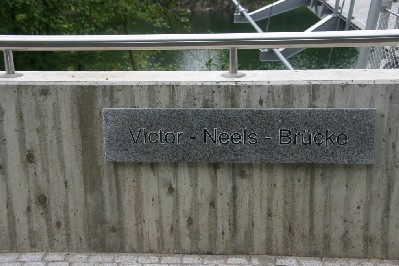 Victor - Neels - Brücke